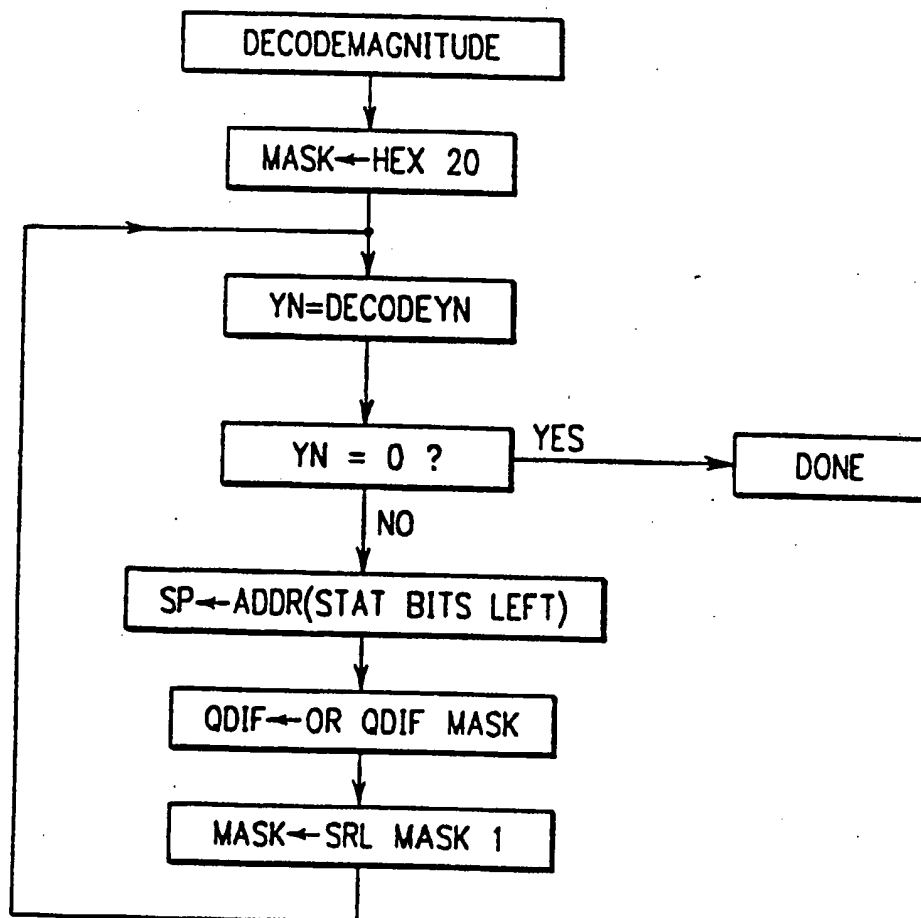 DECODEMAGNITUDE
MASK←HEX 20
YN=DECODEYN
YN = 0 ?
YES
DONE
NO
SP←ADDR(STAT BITS LEFT)
QDIF←OR QDIF MASK
MASK←SRL MASK 1